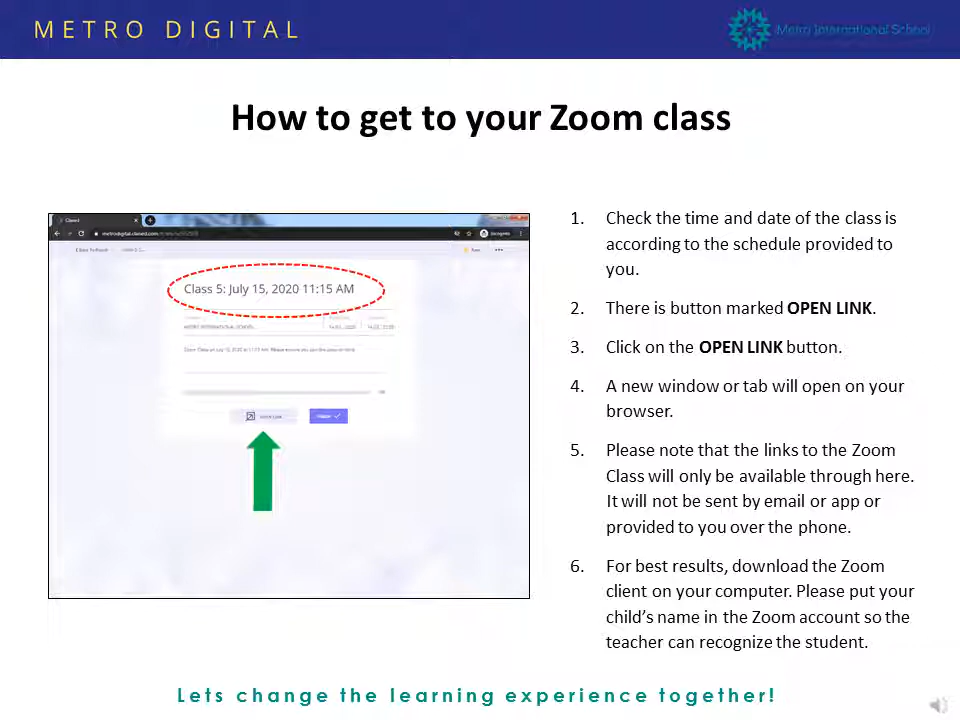 METRO DIGITAL
Metro International School
How to get to your Zoom class
Class 5: July 15, 2020 11:15 AM
1. Check the time and date of the class is
according to the schedule provided to
you.
2. There is button marked OPEN LINK.
3. Click on the OPEN LINK button.
4. A new window or tab will open on your
browser.
5. Please note that the links to the Zoom
Class will only be available through here.
It will not be sent by email or app or
provided to you over the phone.
6. For best results, download the Zoom
client on your computer. Please put your
child's name in the Zoom account so the
teacher can recognize the student.
Lets change the learning experience together!